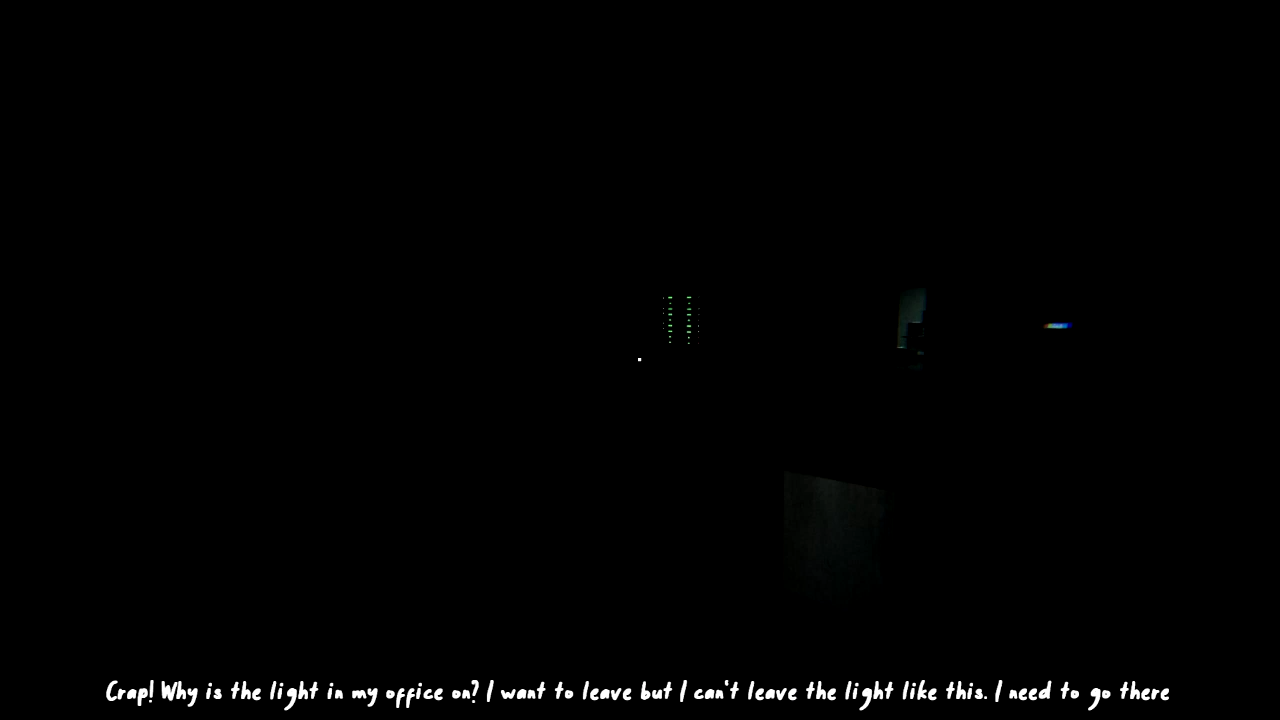 Crap! Why is the light in my office on? I want to leave but I can't leave the light like this. I need to go there